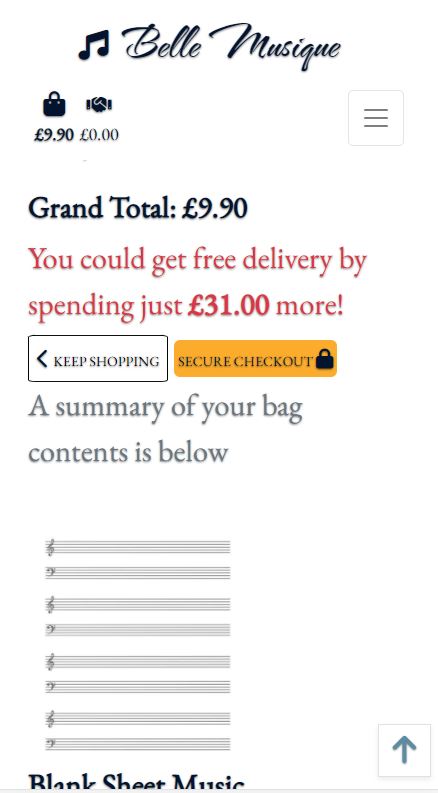 Belle Musique
£9.90 £0.00
Grand Total: £9.90
You could get free delivery by
spending just £31.00 more!
KEEP SHOPPING SECURE CHECKOUT
A summary of your bag
contents is below
Blank Sheet Music